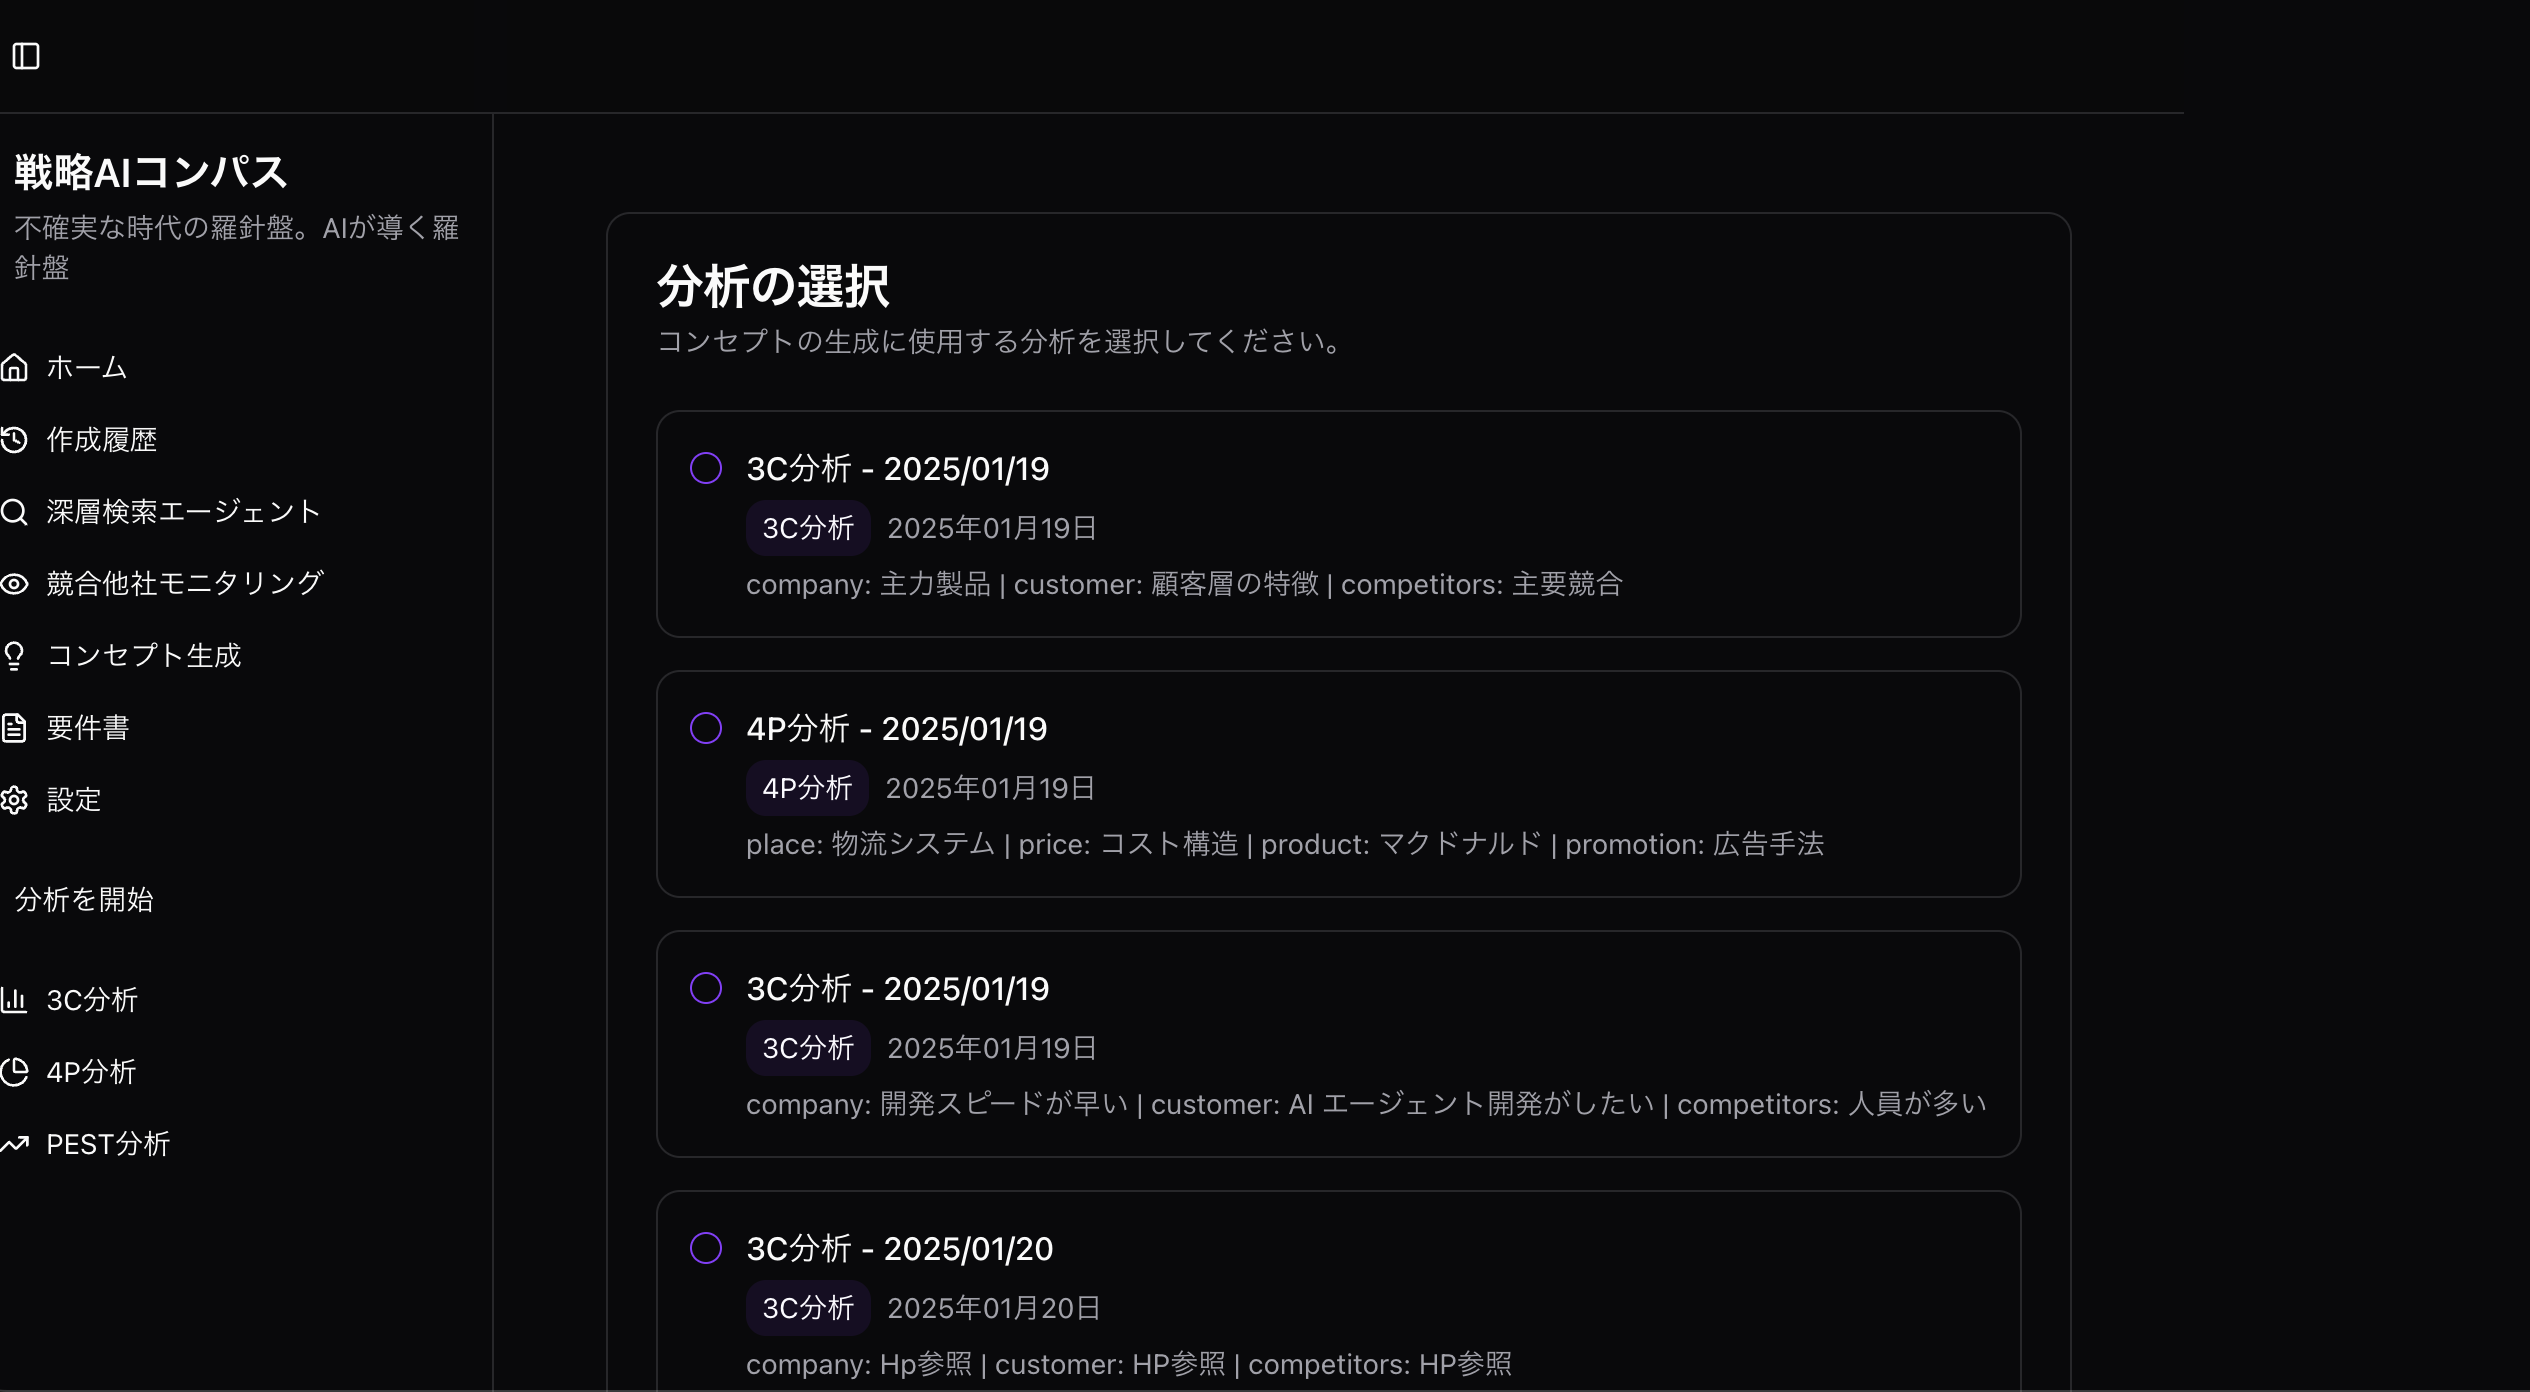 戦略AIコンパス
不確実な時代の羅針盤。AIが導く羅
針盤
ホーム
作成履歴
深層検索エージェント
競合他社モニタリング
コンセプト生成
要件書
設定
分析を開始
3C分析
4P分析
PEST分析
分析の選択
コンセプトの生成に使用する分析を選択してください。
3C分析 - 2025/01/19
3C分析 2025年01月19日
company: 主力製品 | customer: 顧客層の特徴 | competitors: 主要競合
4P分析 - 2025/01/19
4P分析 2025年01月19日
place: 物流システム | price: コスト構造 | product: マクドナルド | promotion: 広告手法
3C分析 - 2025/01/19
3C分析 2025年01月19日
company: 開発スピードが早い | customer: AI エージェント開発がしたい | competitors: 人員が多い
3C分析 - 2025/01/20
3C分析 2025年01月20日
company: Hp参照 | customer: HP参照 | competitors: HP参照